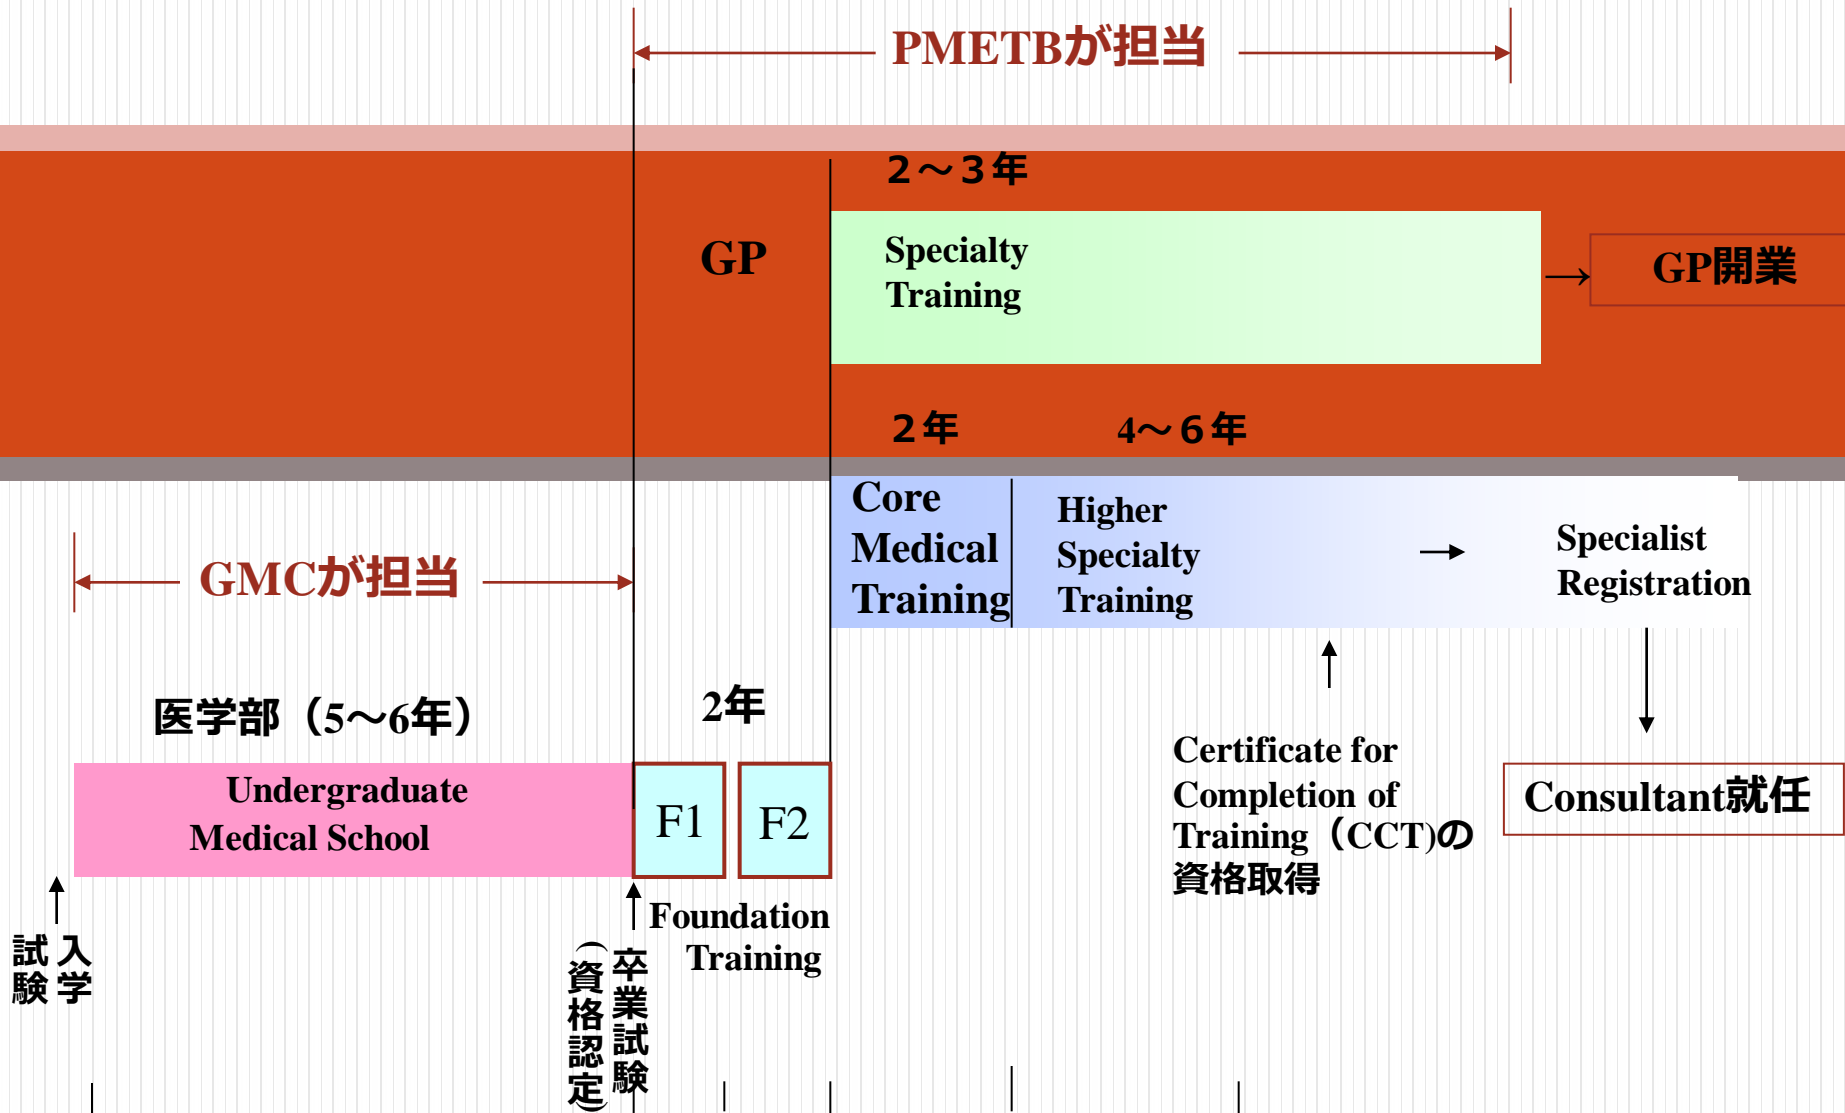 PMETBが担当
２～３年
GP
Specialty
Training
GP開業
２年
4～６年
Core
Medical
Training
Higher
Specialty
Training
Specialist
Registration
GMCが担当
医学部（5～6年）
2年
Undergraduate
Medical School
F1
F2
Foundation
Training
Certificate for
Completion of
Training（CCT)の
資格取得
Consultant就任
入学
試験
卒業試験
（資格認定）